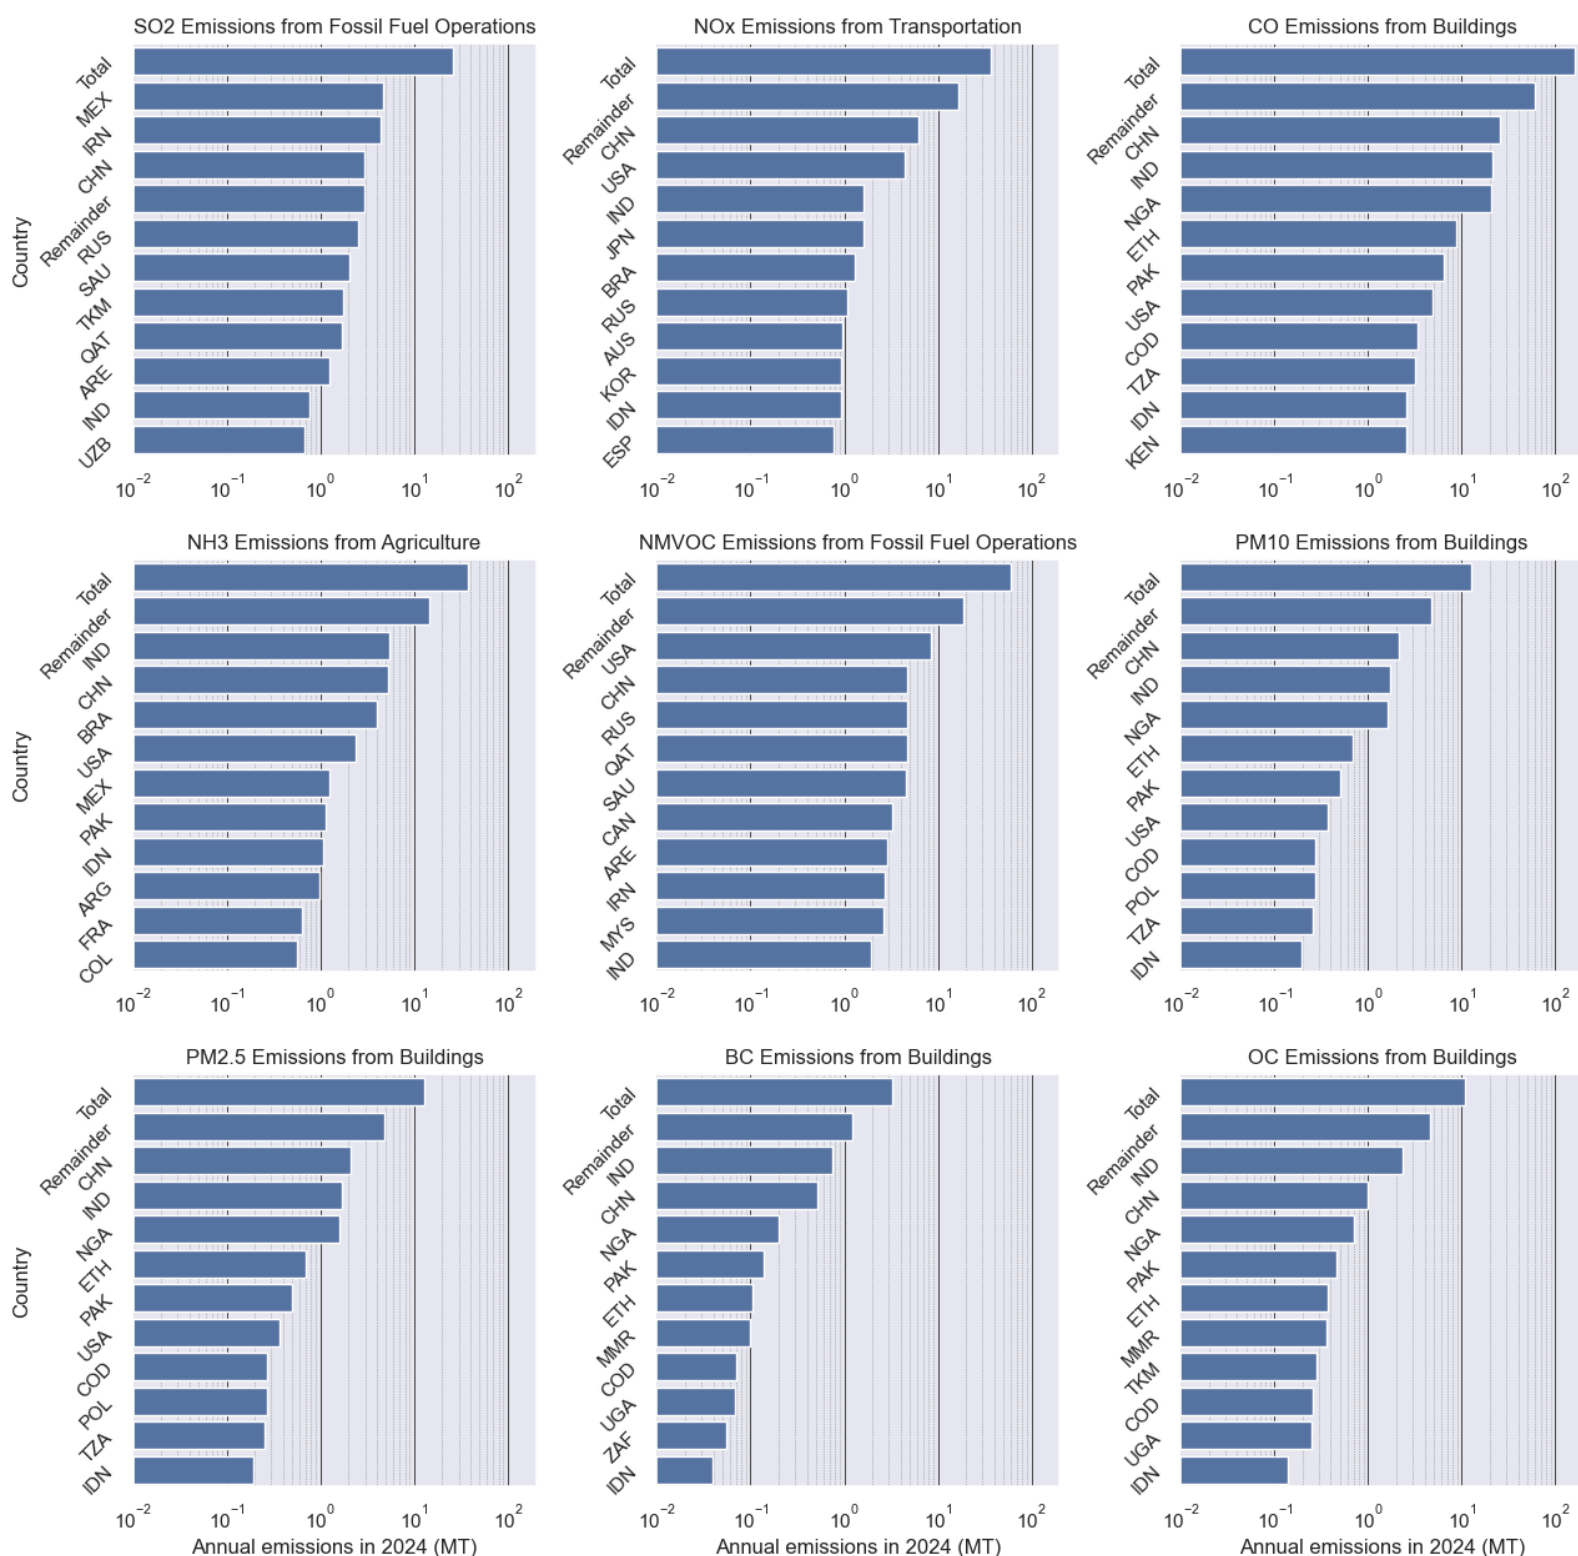 SO2 Emissions from Fossil Fuel Operations
Country
Total
MEX
IRN
CHN
Remainder
RUS
SAU
TKM
QAT
ARE
IND
UZB
10^-2 10^-1 10^0 10^1 10^2
NOx Emissions from Transportation
Total
Remainder
CHN
USA
IND
JPN
BRA
RUS
AUS
KOR
IDN
ESP
10^-2 10^-1 10^0 10^1 10^2
CO Emissions from Buildings
Total
Remainder
CHN
IND
NGA
ETH
PAK
USA
COD
TZA
IDN
KEN
10^-2 10^-1 10^0 10^1 10^2
NH3 Emissions from Agriculture
Country
Total
Remainder
IND
CHN
BRA
USA
MEX
PAK
IDN
ARG
FRA
COL
10^-2 10^-1 10^0 10^1 10^2
NMVOC Emissions from Fossil Fuel Operations
Total
Remainder
USA
CHN
RUS
QAT
SAU
CAN
ARE
IRN
MYS
IND
10^-2 10^-1 10^0 10^1 10^2
PM10 Emissions from Buildings
Total
Remainder
CHN
IND
NGA
ETH
PAK
USA
COD
POL
TZA
IDN
10^-2 10^-1 10^0 10^1 10^2
PM2.5 Emissions from Buildings
Country
Total
Remainder
CHN
IND
NGA
ETH
PAK
USA
COD
POL
TZA
IDN
10^-2 10^-1 10^0 10^1 10^2
Annual emissions in 2024 (MT)
BC Emissions from Buildings
Total
Remainder
IND
CHN
NGA
PAK
ETH
MMR
COD
UGA
ZAF
IDN
10^-2 10^-1 10^0 10^1 10^2
Annual emissions in 2024 (MT)
OC Emissions from Buildings
Total
Remainder
IND
CHN
NGA
PAK
ETH
MMR
TKM
COD
UGA
IDN
10^-2 10^-1 10^0 10^1 10^2
Annual emissions in 2024 (MT)